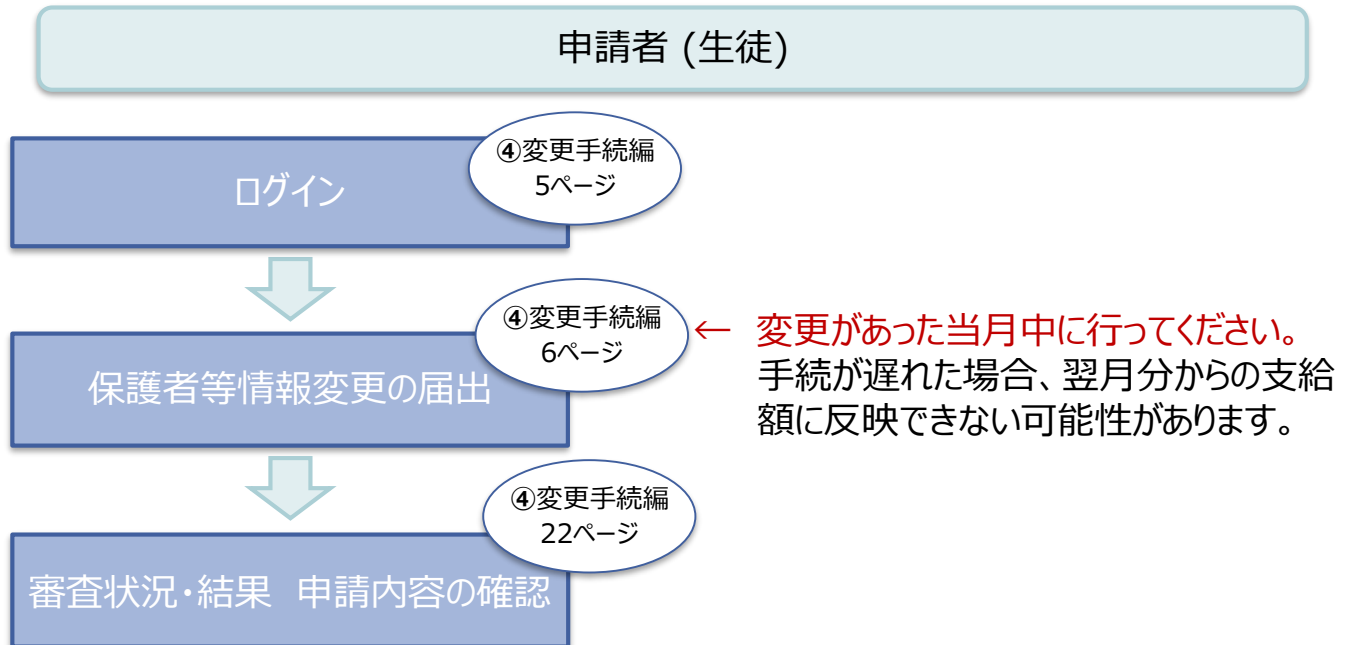 申請者 (生徒)
④変更手続編
5ページ
ログイン
④変更手続編
6ページ
← 変更があった当月中に行ってください。
手続が遅れた場合、翌月分からの支給
額に反映できない可能性があります。
保護者等情報変更の届出
④変更手続編
22ページ
審査状況・結果　申請内容の確認